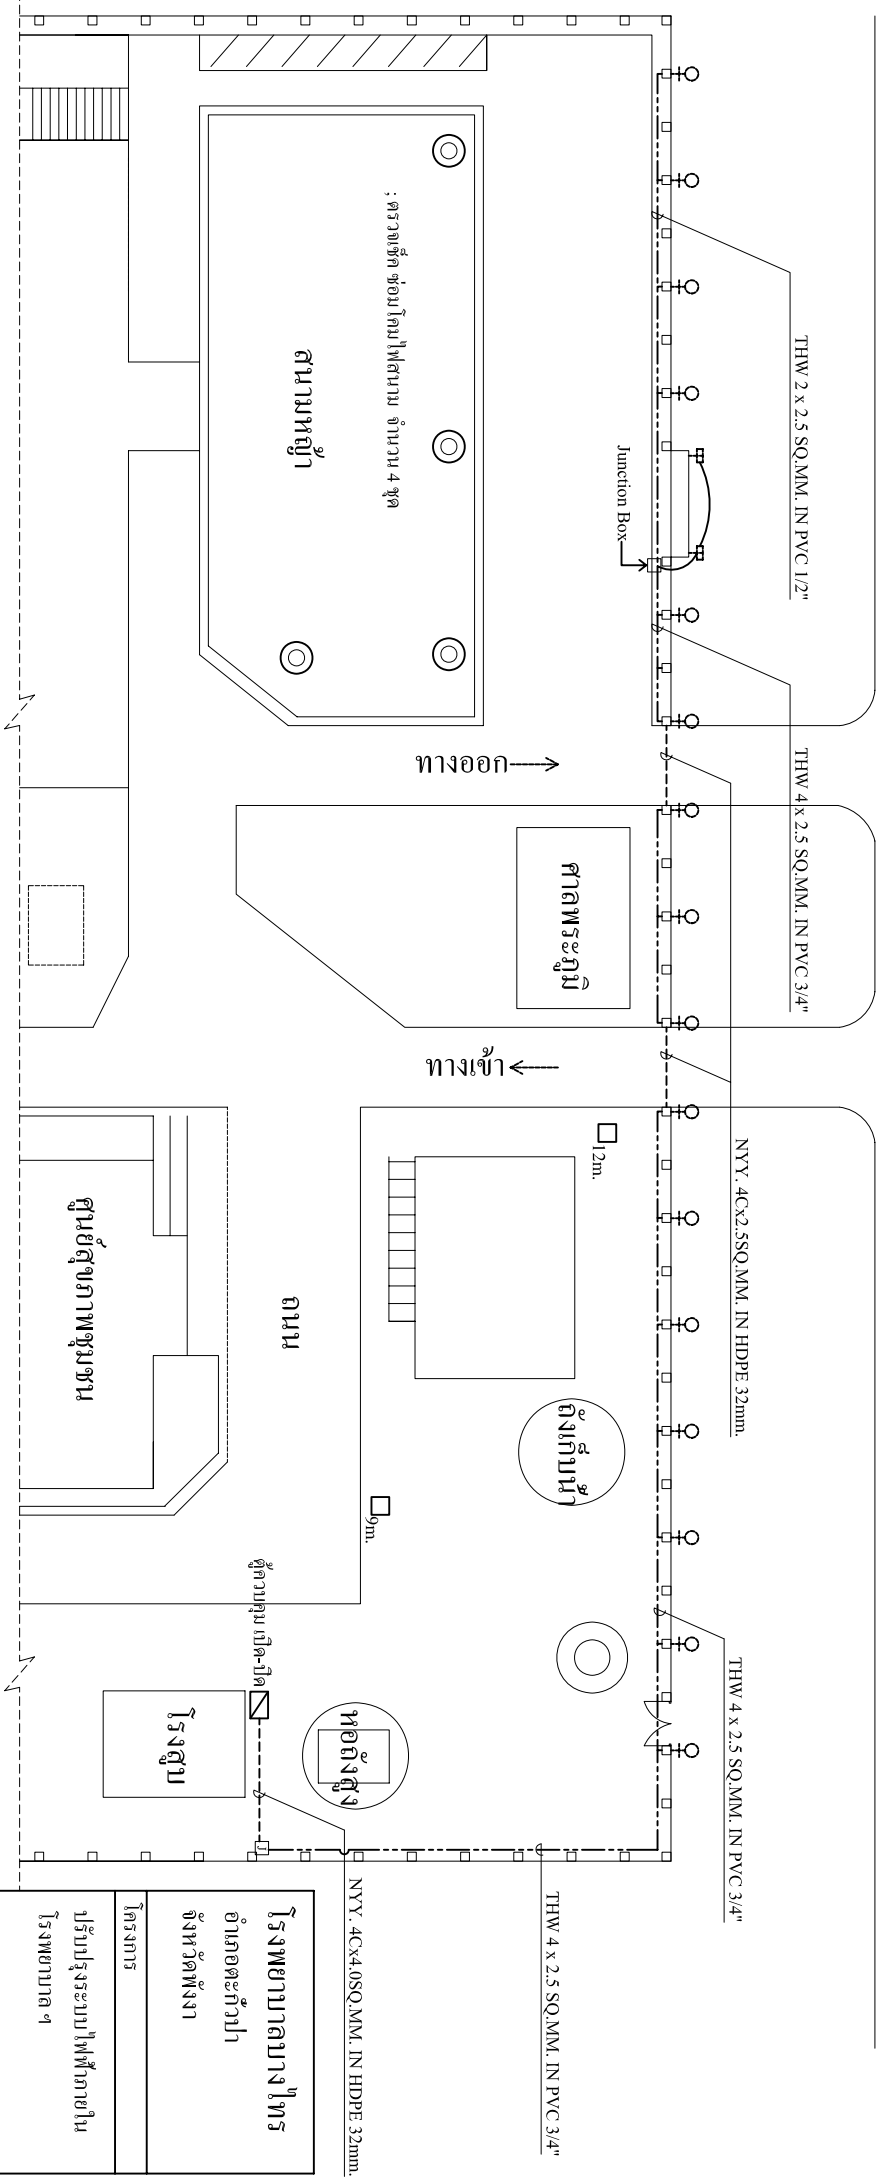 THW 2 x 2.5 SQ.MM. IN PVC 1/2"
THW 4 x 2.5 SQ.MM. IN PVC 3/4"
NYY. 4Cx2.5SQ.MM. IN HDPE 32mm.
THW 4 x 2.5 SQ.MM. IN PVC 3/4"
Junction Box
; ตรวจเช็ค ซ่อมโคมไฟสนาม จำนวน 4 ชุด
สนามหญ้า
ทางออก
ศาลพระภูมิ
ทางเข้า
12m.
ถังเก็บน้ำ
ถนน
9m.
ศูนย์สุขภาพชุมชน
ตู้ควบคุม เปิด-ปิด
โรงสูบ
หอถังสูง
J
THW 4 x 2.5 SQ.MM. IN PVC 3/4"
NYY. 4Cx4.0SQ.MM. IN HDPE 32mm.
โรงพยาบาลบางไทร
อำเภอตะกั่วป่า
จังหวัดพังงา
โครงการ
ปรับปรุงระบบไฟฟ้าภายใน
โรงพยาบาล ฯ